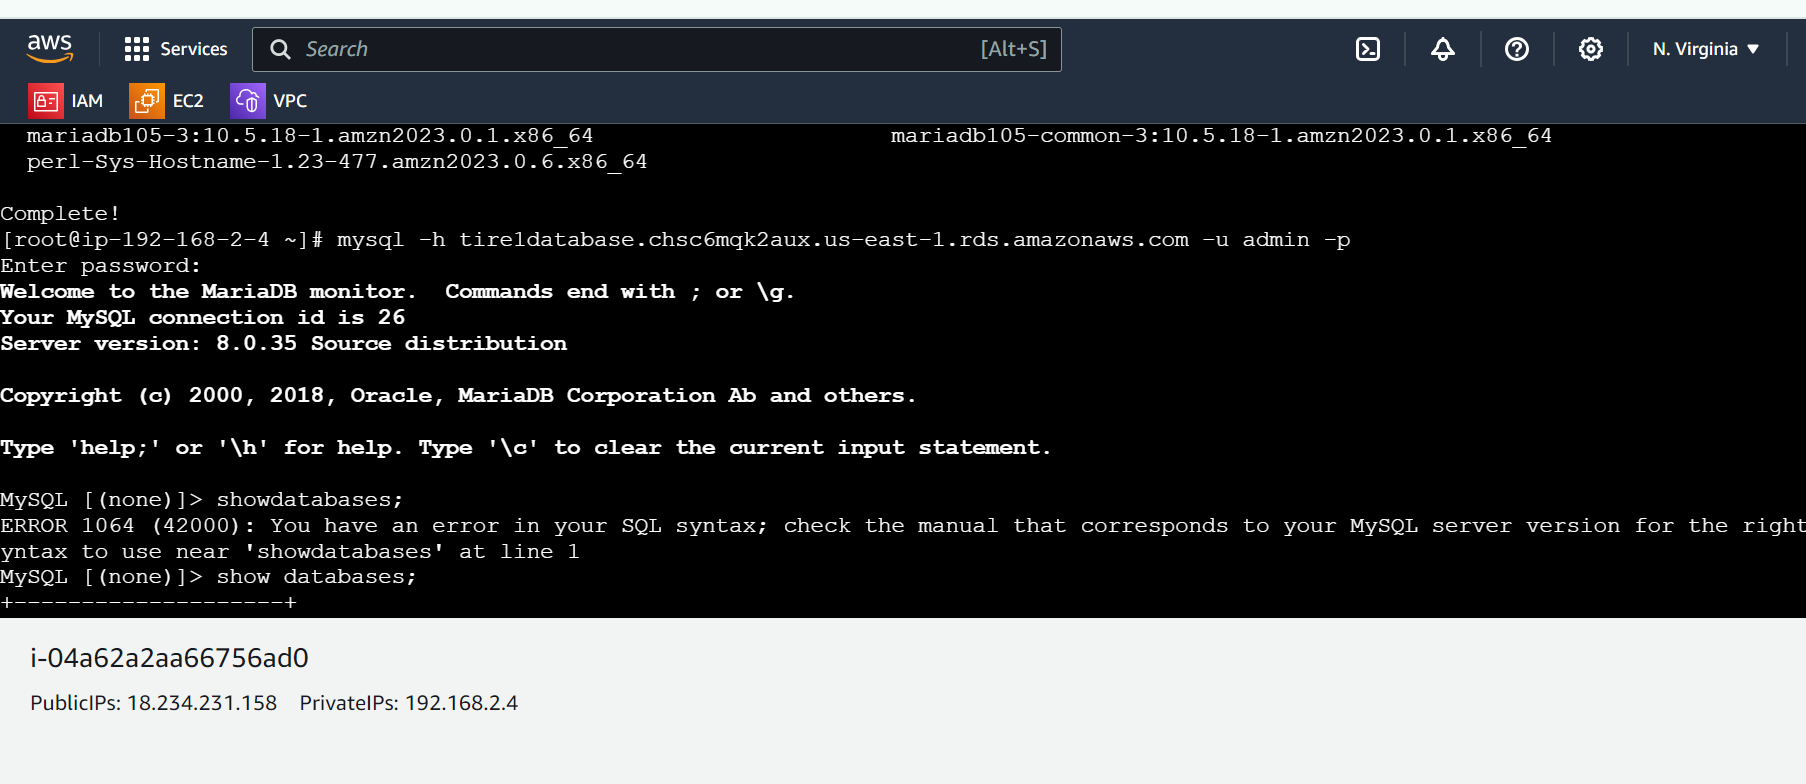 aws
Services
Search
[Alt+S]
N. Virginia
IAM
EC2
VPC
mariadb105-3:10.5.18-1.amzn2023.0.1.x86_64 mariadb105-common-3:10.5.18-1.amzn2023.0.1.x86_64
perl-Sys-Hostname-1.23-477.amzn2023.0.6.x86_64
Complete!
[root@ip-192-168-2-4 ~]# mysql -h tire1database.chsc6mqk2aux.us-east-1.rds.amazonaws.com -u admin -p
Enter password:
Welcome to the MariaDB monitor.  Commands end with ; or \g.
Your MySQL connection id is 26
Server version: 8.0.35 Source distribution
Copyright (c) 2000, 2018, Oracle, MariaDB Corporation Ab and others.
Type 'help;' or '\h' for help. Type '\c' to clear the current input statement.
MySQL [(none)]> showdatabases;
ERROR 1064 (42000): You have an error in your SQL syntax; check the manual that corresponds to your MySQL server version for the right
yntax to use near 'showdatabases' at line 1
MySQL [(none)]> show databases;
+--------------------+
i-04a62a2aa66756ad0
PublicIPs: 18.234.231.158 PrivateIPs: 192.168.2.4